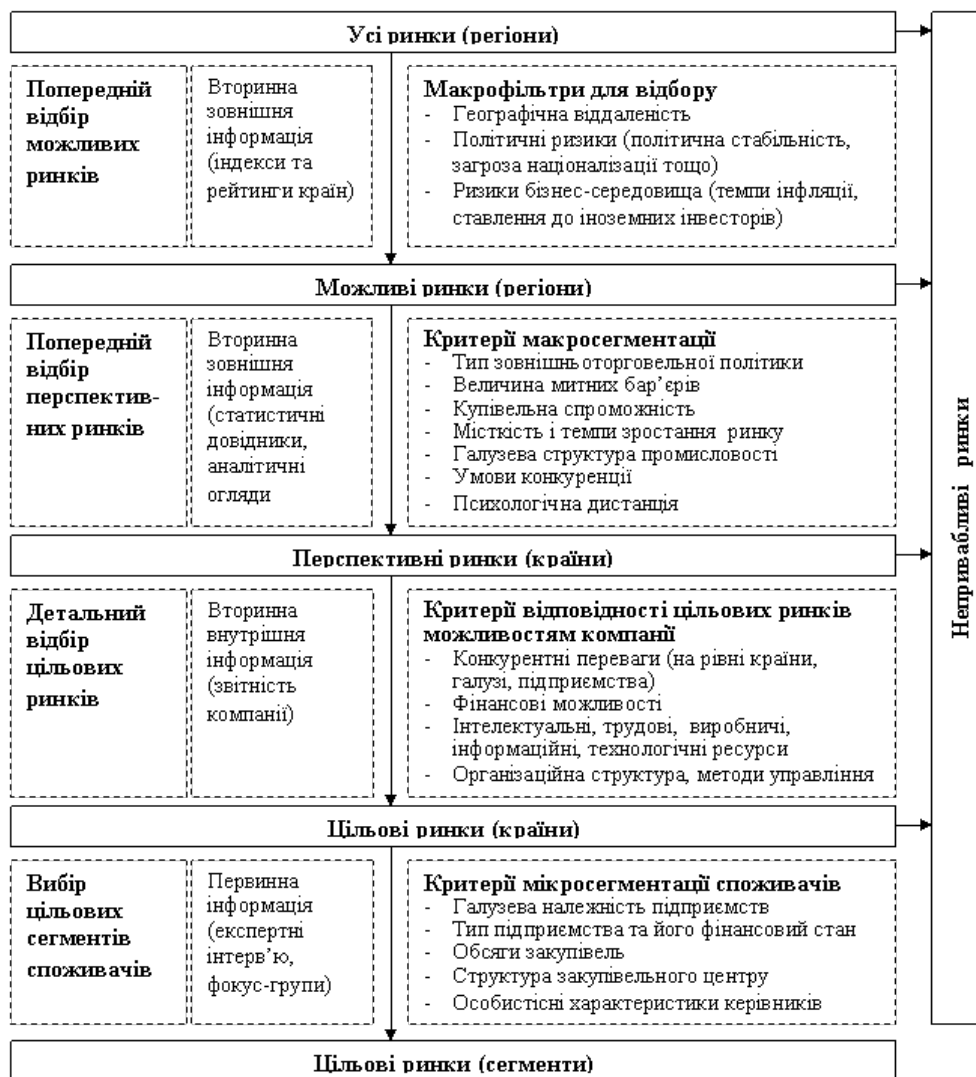 Усі ринки (регіони)
Попередній
відбір
можливих
ринків
Вторинна
зовнішня
інформація
(індекси та
рейтинги країн)
Макрофільтри для відбору
- Географічна віддаленість
- Політичні ризики (політична стабільність,
загроза націоналізації тощо)
- Ризики бізнес-середовища (темпи інфляції,
ставлення до іноземних інвесторів)
Можливі ринки (регіони)
Попередній
відбір
перспектив-
них ринків
Вторинна
зовнішня
інформація
(статистичні
довідники,
аналітичні
огляди
Критерії макросегментації
- Тип зовнішньоторговельної політики
- Величина митних бар’єрів
- Купівельна спроможність
- Місткість і темпи зростання ринку
- Галузева структура промисловості
- Умови конкуренції
- Психологічна дистанція
Перспективні ринки (країни)
Детальний
відбір
цільових
ринків
Вторинна
внутрішня
інформація
(звітність
компанії)
Критерії відповідності цільових ринків
можливостям компанії
- Конкурентні переваги (на рівні країни,
галузі, підприємства)
- Фінансові можливості
- Інтелектуальні, трудові, виробничі,
інформаційні, технологічні ресурси
- Організаційна структура, методи управління
Цільові ринки (країни)
Вибір
цільових
сегментів
споживачів
Первинна
інформація
(експертні
інтерв’ю,
фокус-групи)
Критерії мікросегментації споживачів
- Галузева належність підприємств
- Тип підприємства та його фінансовий стан
- Обсяги закупівель
- Структура закупівельного центру
- Особистісні характеристики керівників
Цільові ринки (сегменти)
Непривабливі ринки